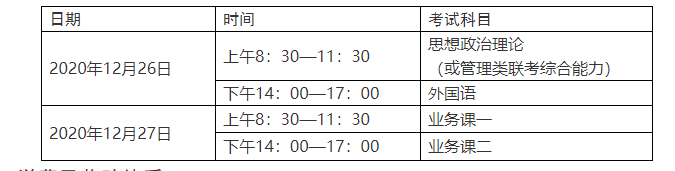 日期 时间 考试科目
2020年12月26日 上午8：30—11：30 思想政治理论
（或管理类联考综合能力）
下午14：00—17：00 外国语
2020年12月27日 上午8：30—11：30 业务课一
下午14：00—17：00 业务课二